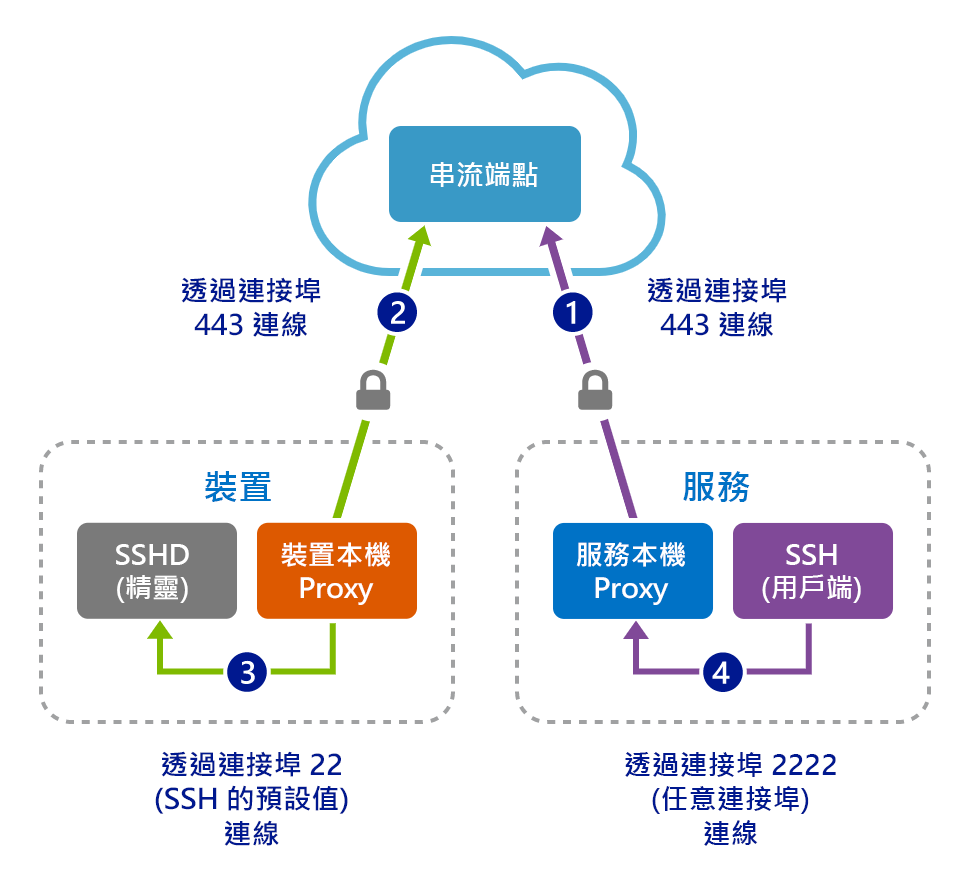 串流端點
透過連接埠
443 連線
2
1
透過連接埠
443 連線
裝置
SSHD
(精靈)
裝置本機
Proxy
3
服務
服務本機
Proxy
SSH
(用戶端)
4
透過連接埠 22
(SSH 的預設值)
連線
透過連接埠 2222
(任意連接埠)
連線